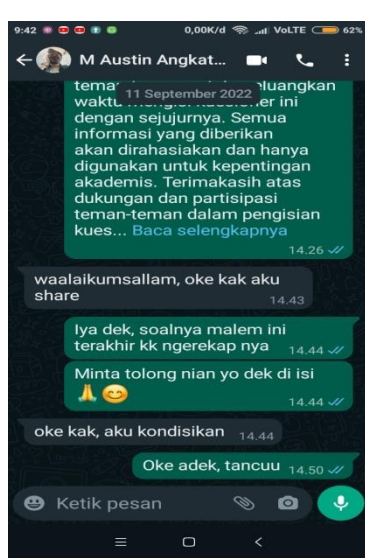 9:42
0,00K/d
VoLTE
62%
M Austin Angkat...
11 September 2022
waktu mengisi kuesioner ini
dengan sejujurnya. Semua
informasi yang diberikan
akan dirahasiakan dan hanya
digunakan untuk kepentingan
akademis. Terimakasih atas
dukungan dan partisipasi
teman-teman dalam pengisian
kues... Baca selengkapnya
14.26
waalaikumsallam, oke kak aku
share
14.43
Iya dek, soalnya malem ini
terakhir kk ngerekap nya
14.44
Minta tolong nian yo dek di isi
🙏😊
14.44
oke kak, aku kondisikan
14.44
Oke adek, tancuu
14.50
Ketik pesan